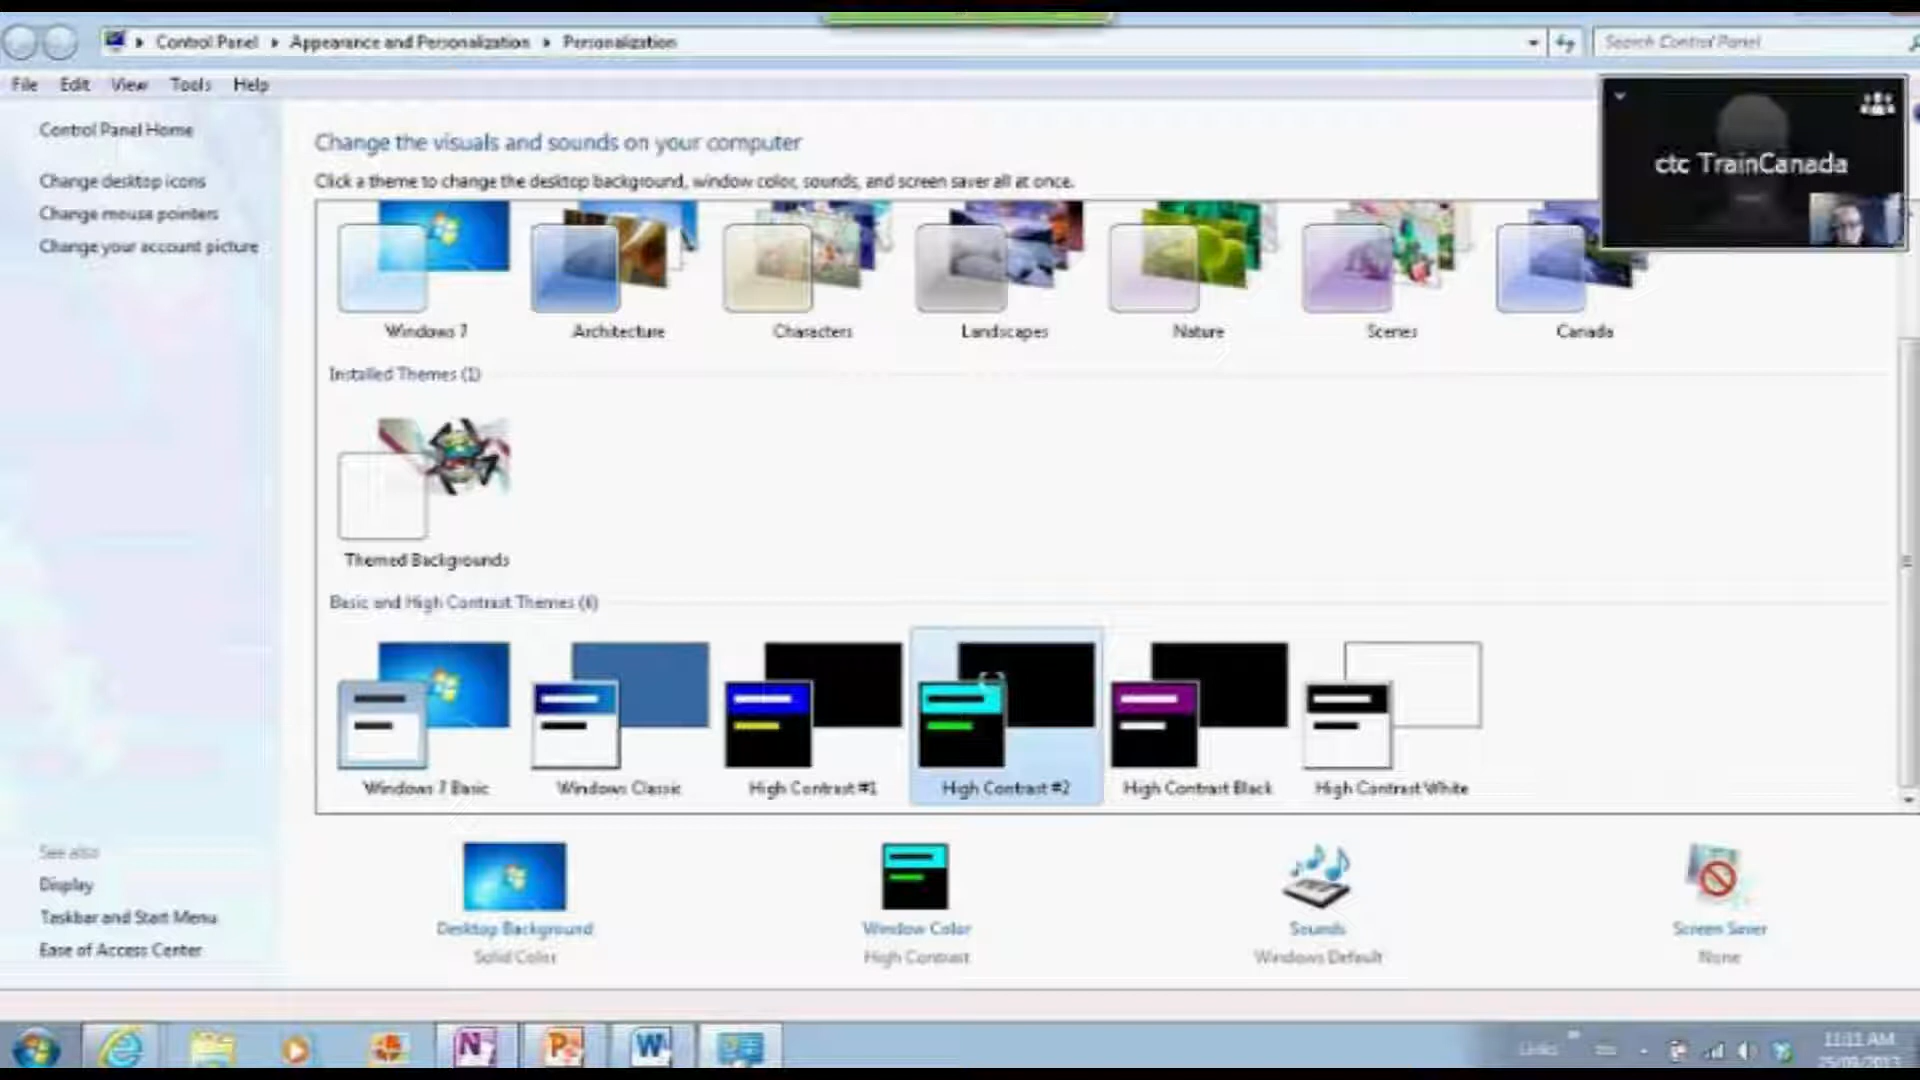 Control Panel Appearance and Personalization Personalization
Search Control Panel
File Edit View Tools Help
ctc TrainCanada
Control Panel Home
Change desktop icons
Change mouse pointers
Change your account picture
Change the visuals and sounds on your computer
Click a theme to change the desktop background, window color, sounds, and screen saver all at once.
Windows 7 Architecture Characters Landscapes Nature Scenes Canada
Installed Themes (1)
Themed Backgrounds
Basic and High Contrast Themes (6)
Windows 7 Basic Windows Classic High Contrast #1 High Contrast #2 High Contrast Black High Contrast White
See also
Display
Taskbar and Start Menu
Ease of Access Center
Desktop Background Window Color Sounds Screen Saver
Solid Color High Contrast Windows Default None
N P W
Links
11:11 AM
25/09/2013